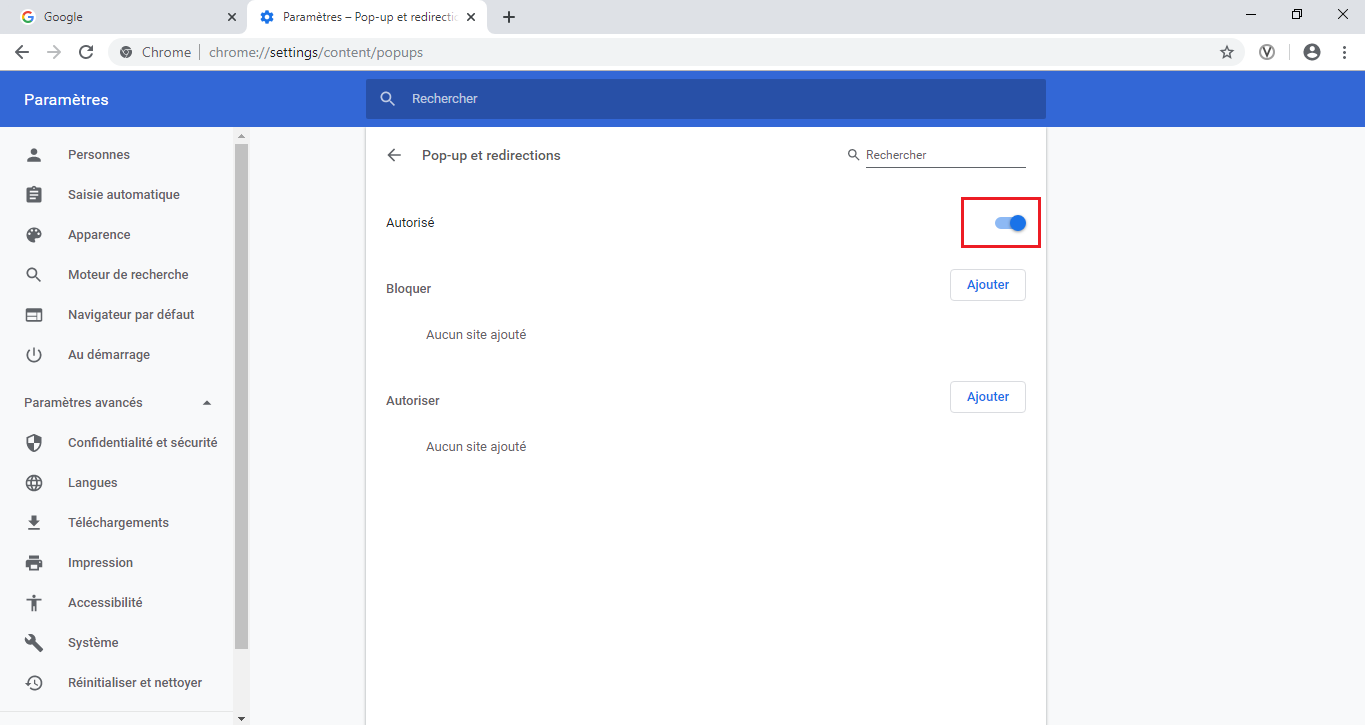 Google
Paramètres – Pop-up et redirectic
Chrome
chrome://settings/content/popups
Paramètres
Rechercher
Personnes
Saisie automatique
Apparence
Moteur de recherche
Navigateur par défaut
Au démarrage
Paramètres avancés
Confidentialité et sécurité
Langues
Téléchargements
Impression
Accessibilité
Système
Réinitialiser et nettoyer
Pop-up et redirections
Rechercher
Autorisé
Bloquer
Ajouter
Aucun site ajouté
Autoriser
Ajouter
Aucun site ajouté